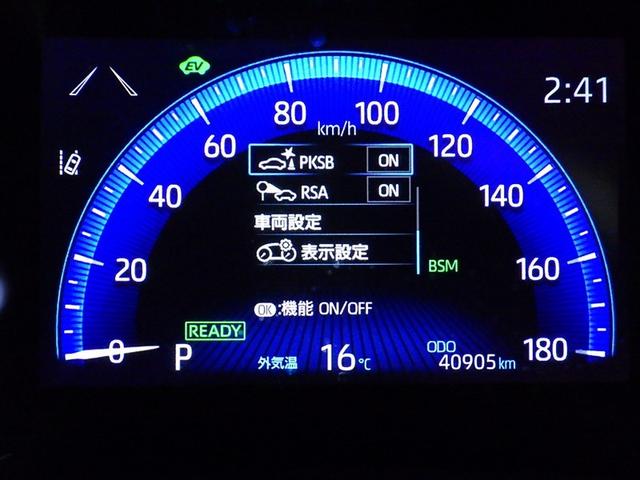 EV
2:41
0
20
40
60
80
100
120
140
160
180
km/h
PKSB ON
RSA ON
車両設定
表示設定
BSM
OK:機能 ON/OFF
READY
P
外気温 16℃
ODO
40905km